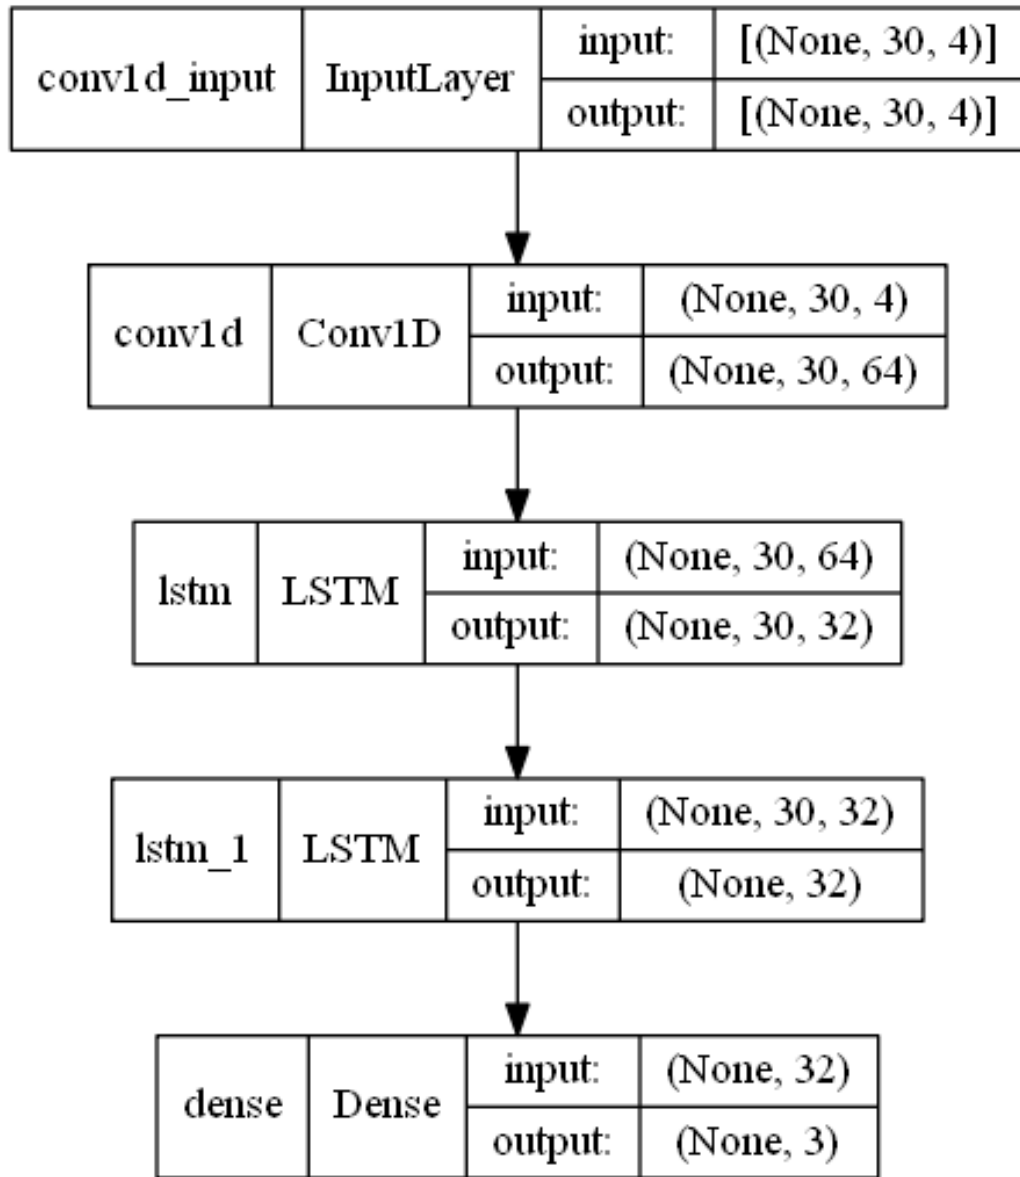 conv1d_input InputLayer input: [(None, 30, 4)]
output: [(None, 30, 4)]
conv1d Conv1D input: (None, 30, 4)
output: (None, 30, 64)
lstm LSTM input: (None, 30, 64)
output: (None, 30, 32)
lstm_1 LSTM input: (None, 30, 32)
output: (None, 32)
dense Dense input: (None, 32)
output: (None, 3)